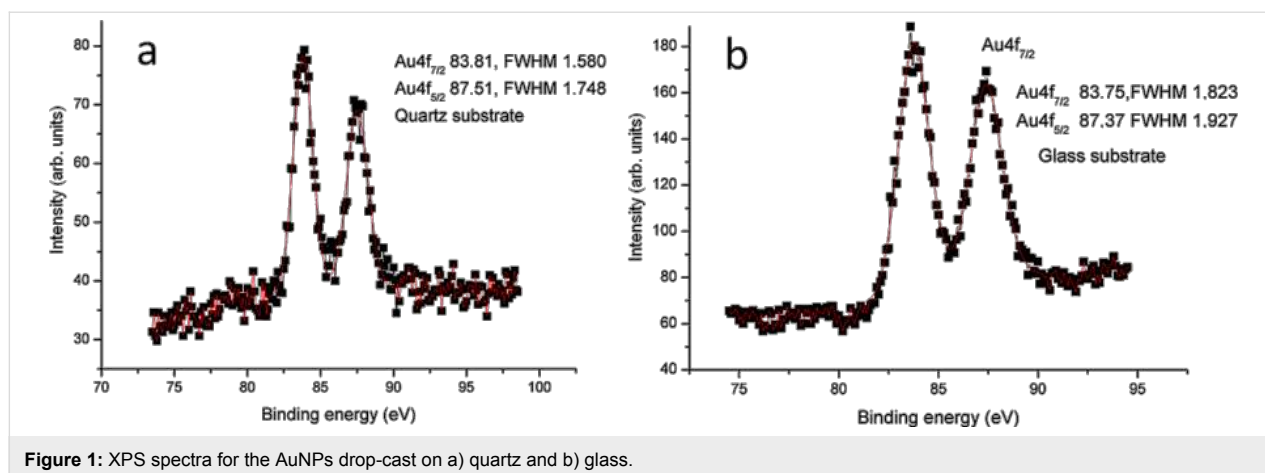 a
Au4f7/2 83.81, FWHM 1.580
Au4f5/2 87.51, FWHM 1.748
Quartz substrate
80
70
60
50
40
30
Intensity (arb. units)
70 75 80 85 90 95 100
Binding energy (eV)
b
Au4f7/2
Au4f7/2 83.75,FWHM 1,823
Au4f5/2 87,37 FWHM 1,927
Glass substrate
180
160
140
120
100
80
60
40
Intensity (arb. units)
75 80 85 90 95
Binding energy (eV)
Figure 1: XPS spectra for the AuNPs drop-cast on a) quartz and b) glass.